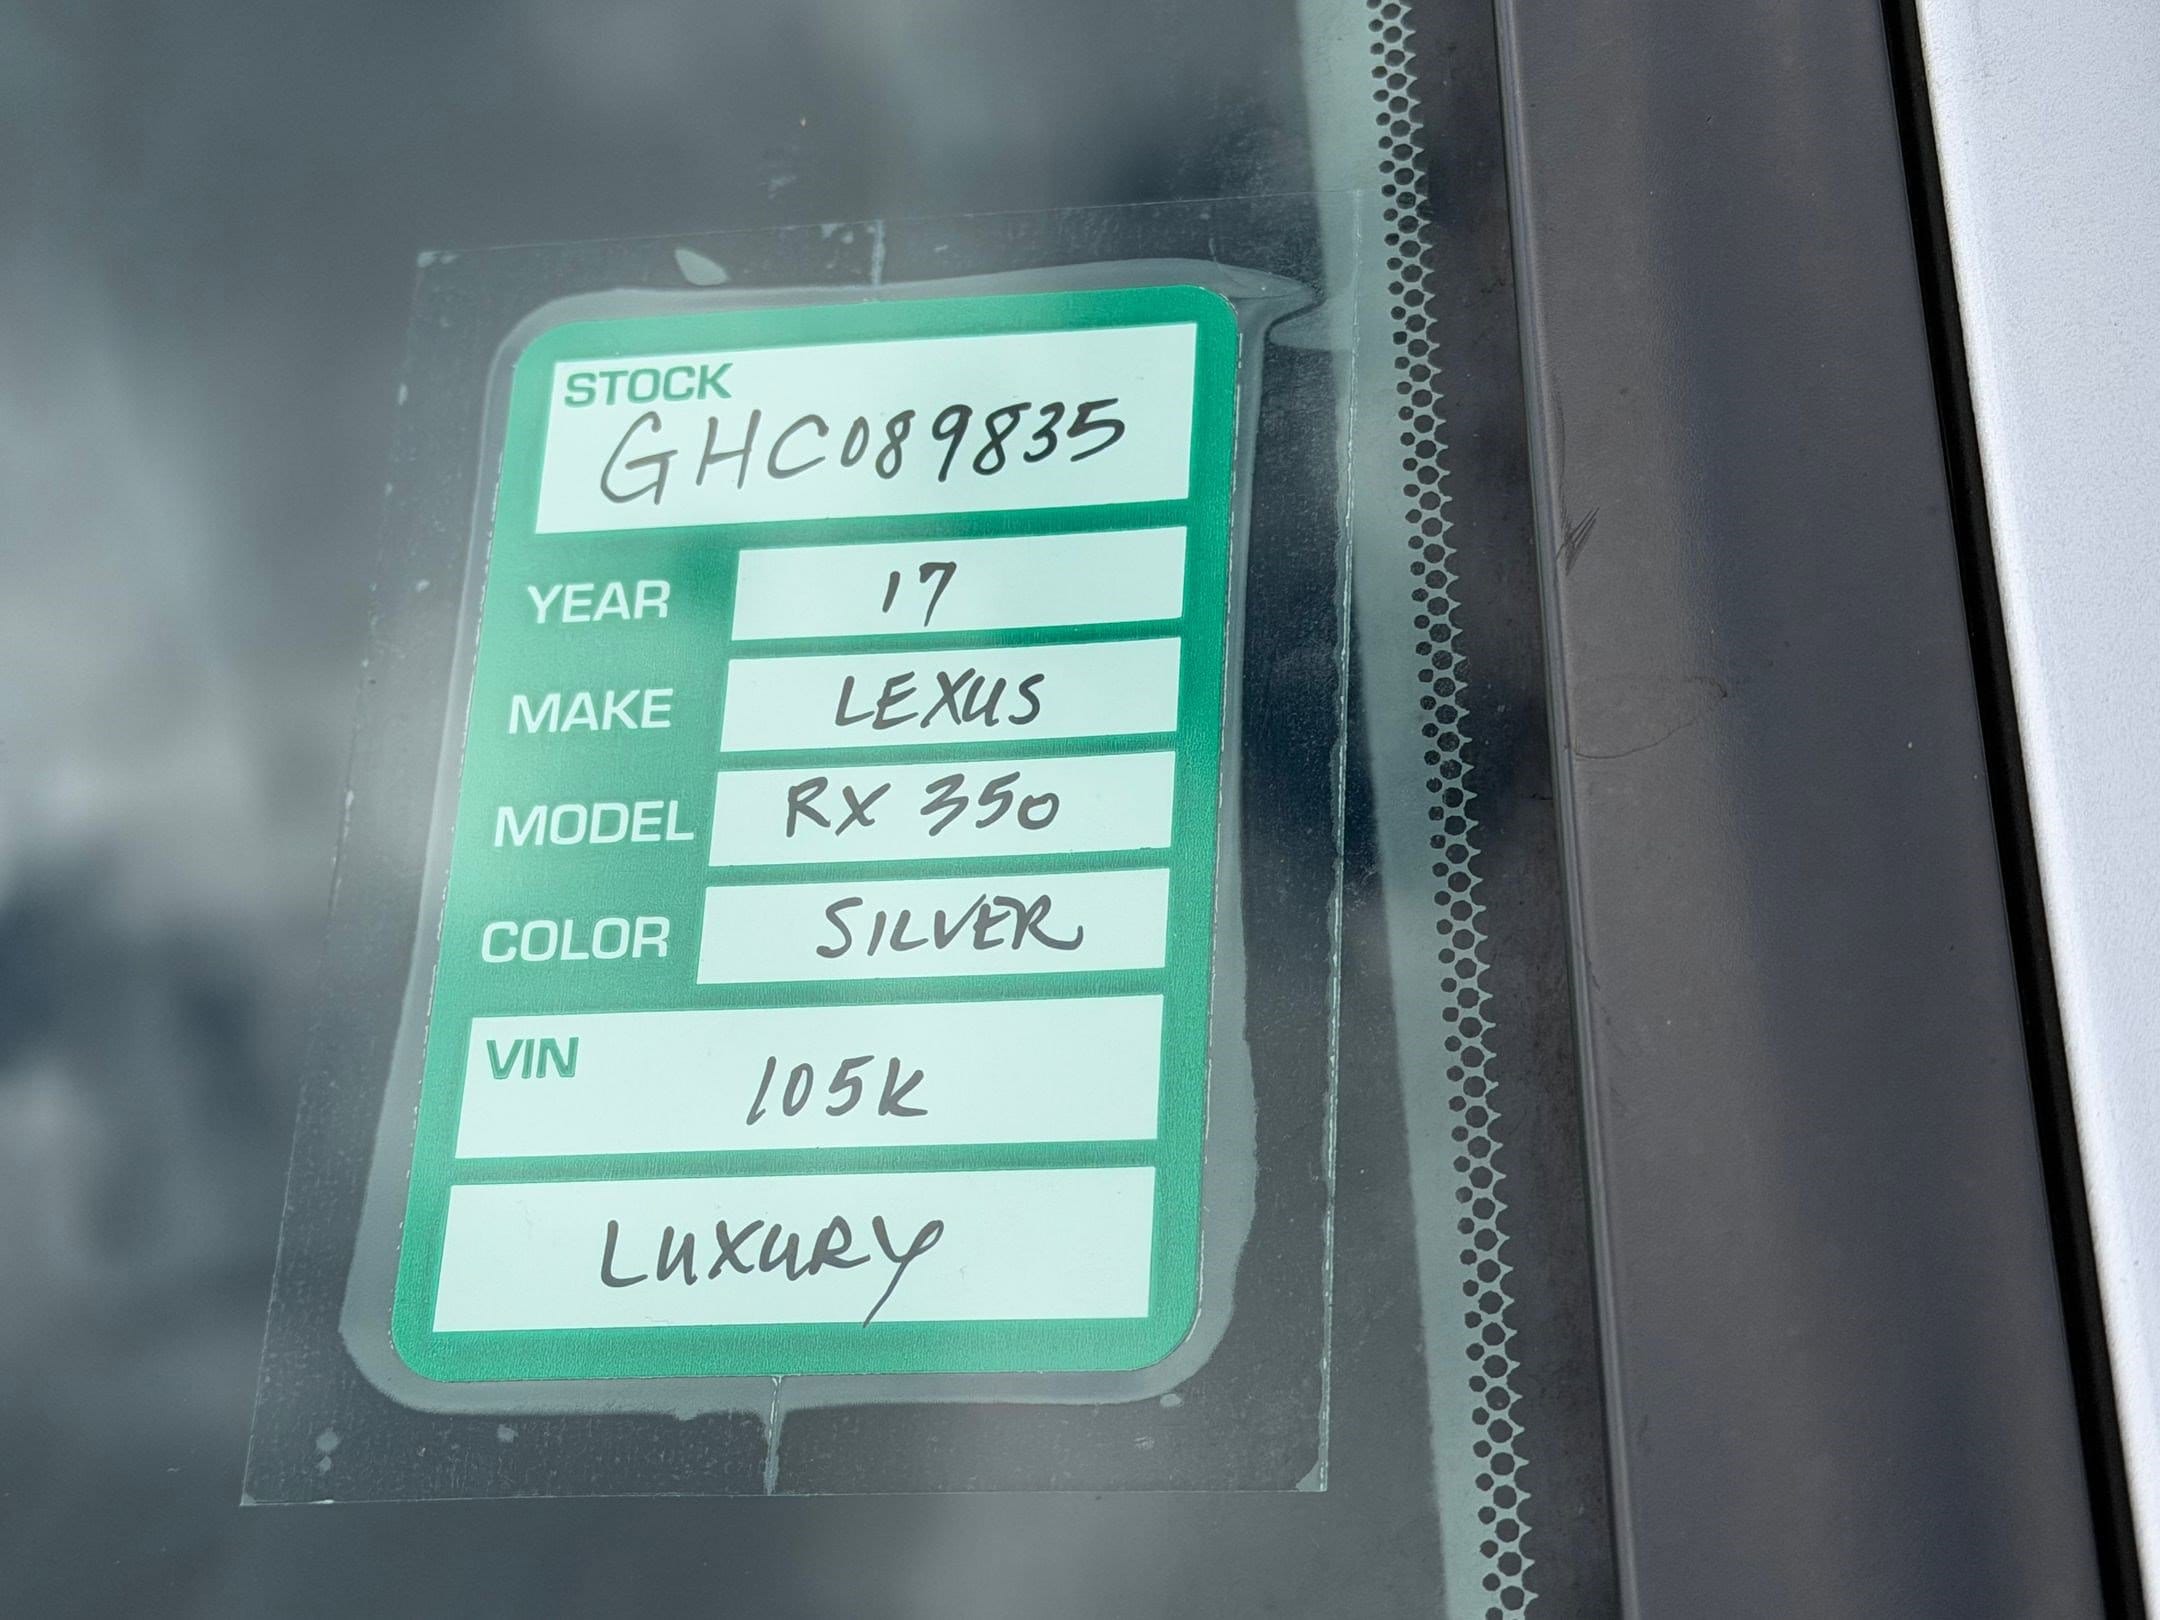 STOCK
GHC089835
YEAR 17
MAKE LEXUS
MODEL RX 350
COLOR SILVER
VIN 105K
LUXURY